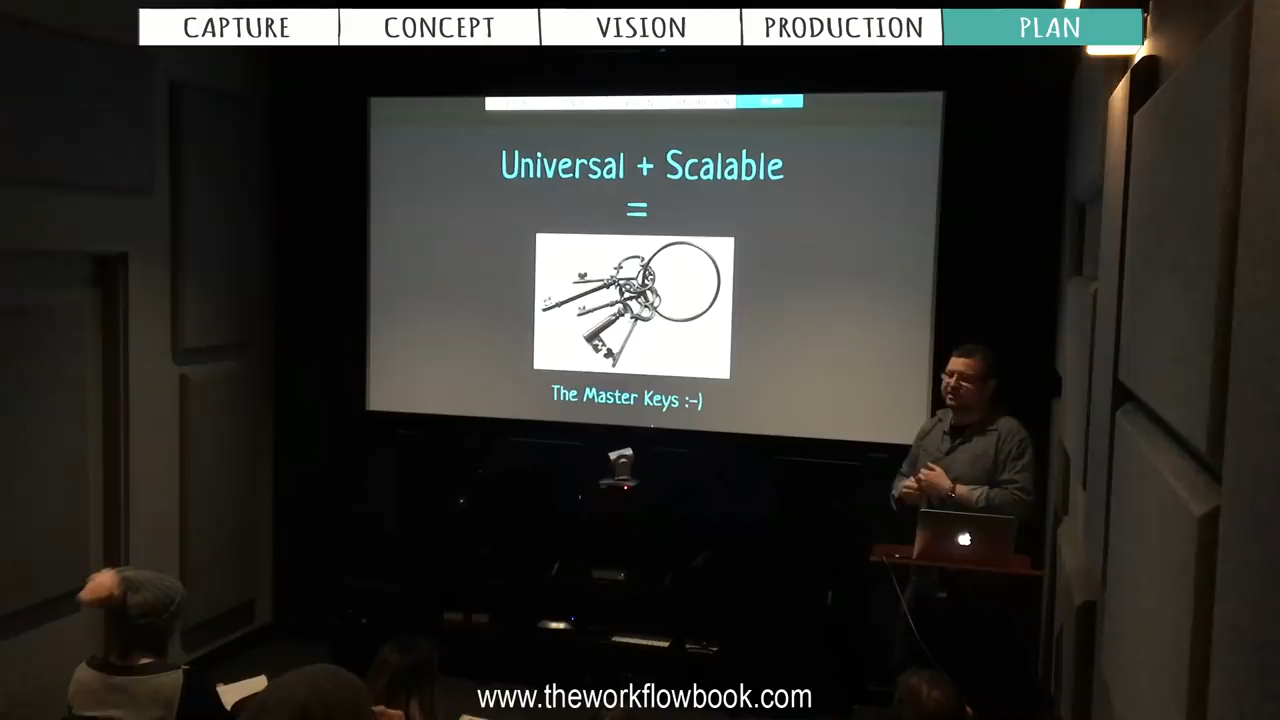 CAPTURE CONCEPT VISION PRODUCTION PLAN
Universal + Scalable
=
The Master Keys :-)
www.theworkflowbook.com